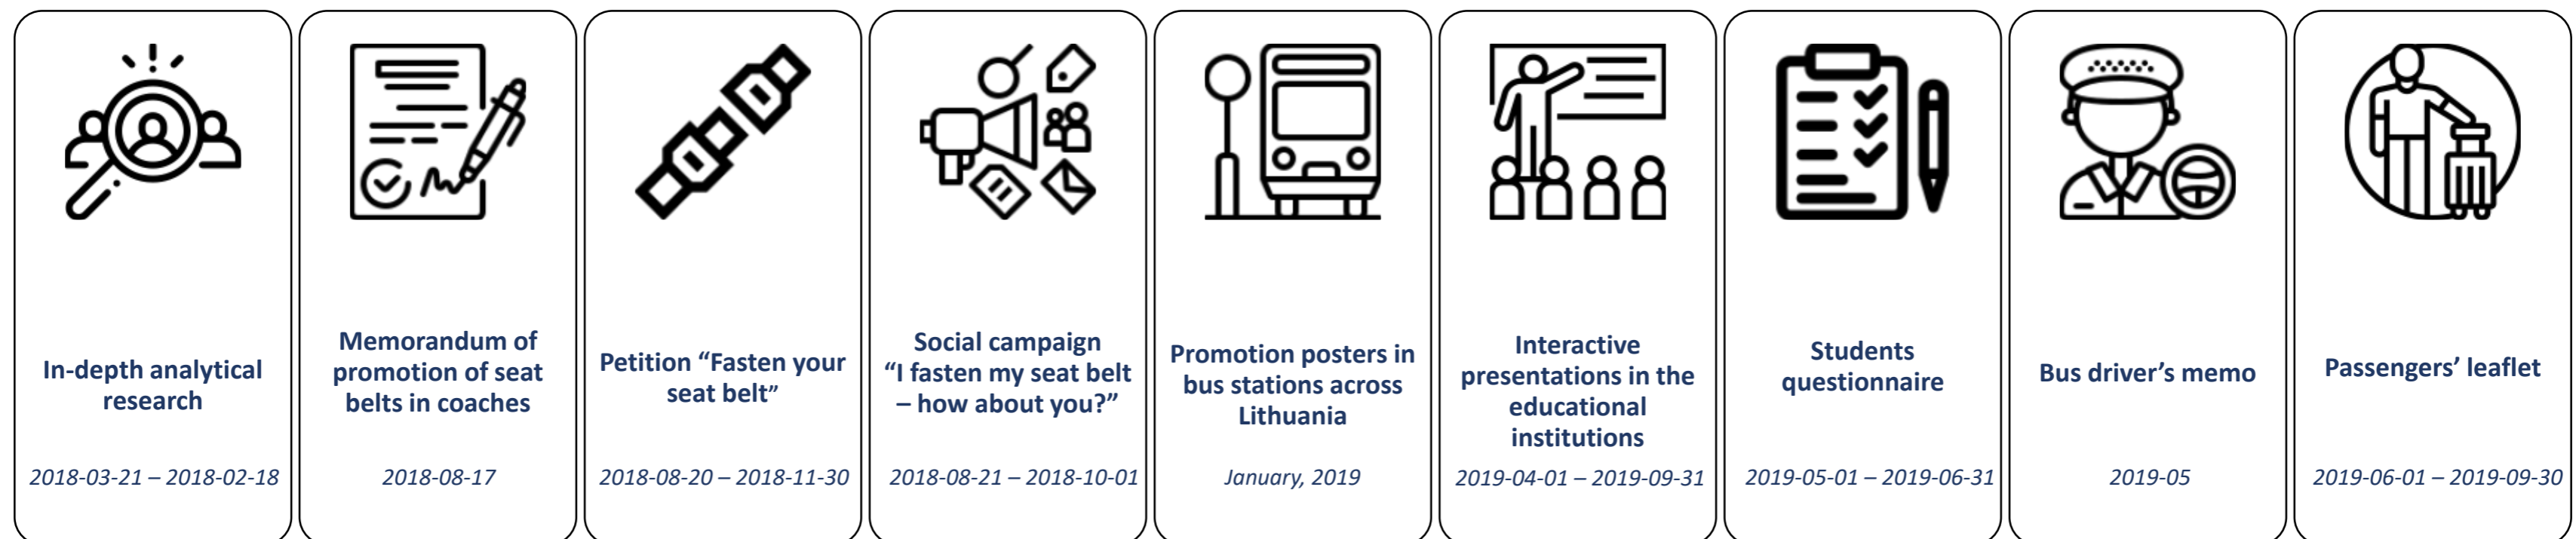 In-depth analytical
research
2018-03-21 – 2018-02-18
Memorandum of
promotion of seat
belts in coaches
2018-08-17
Petition “Fasten your
seat belt”
2018-08-20 – 2018-11-30
Social campaign
“I fasten my seat belt
– how about you?”
2018-08-21 – 2018-10-01
Promotion posters in
bus stations across
Lithuania
January, 2019
Interactive
presentations in the
educational
institutions
2019-04-01 – 2019-09-31
Students
questionnaire
2019-05-01 – 2019-06-31
Bus driver’s memo
2019-05
Passengers’ leaflet
2019-06-01 – 2019-09-30